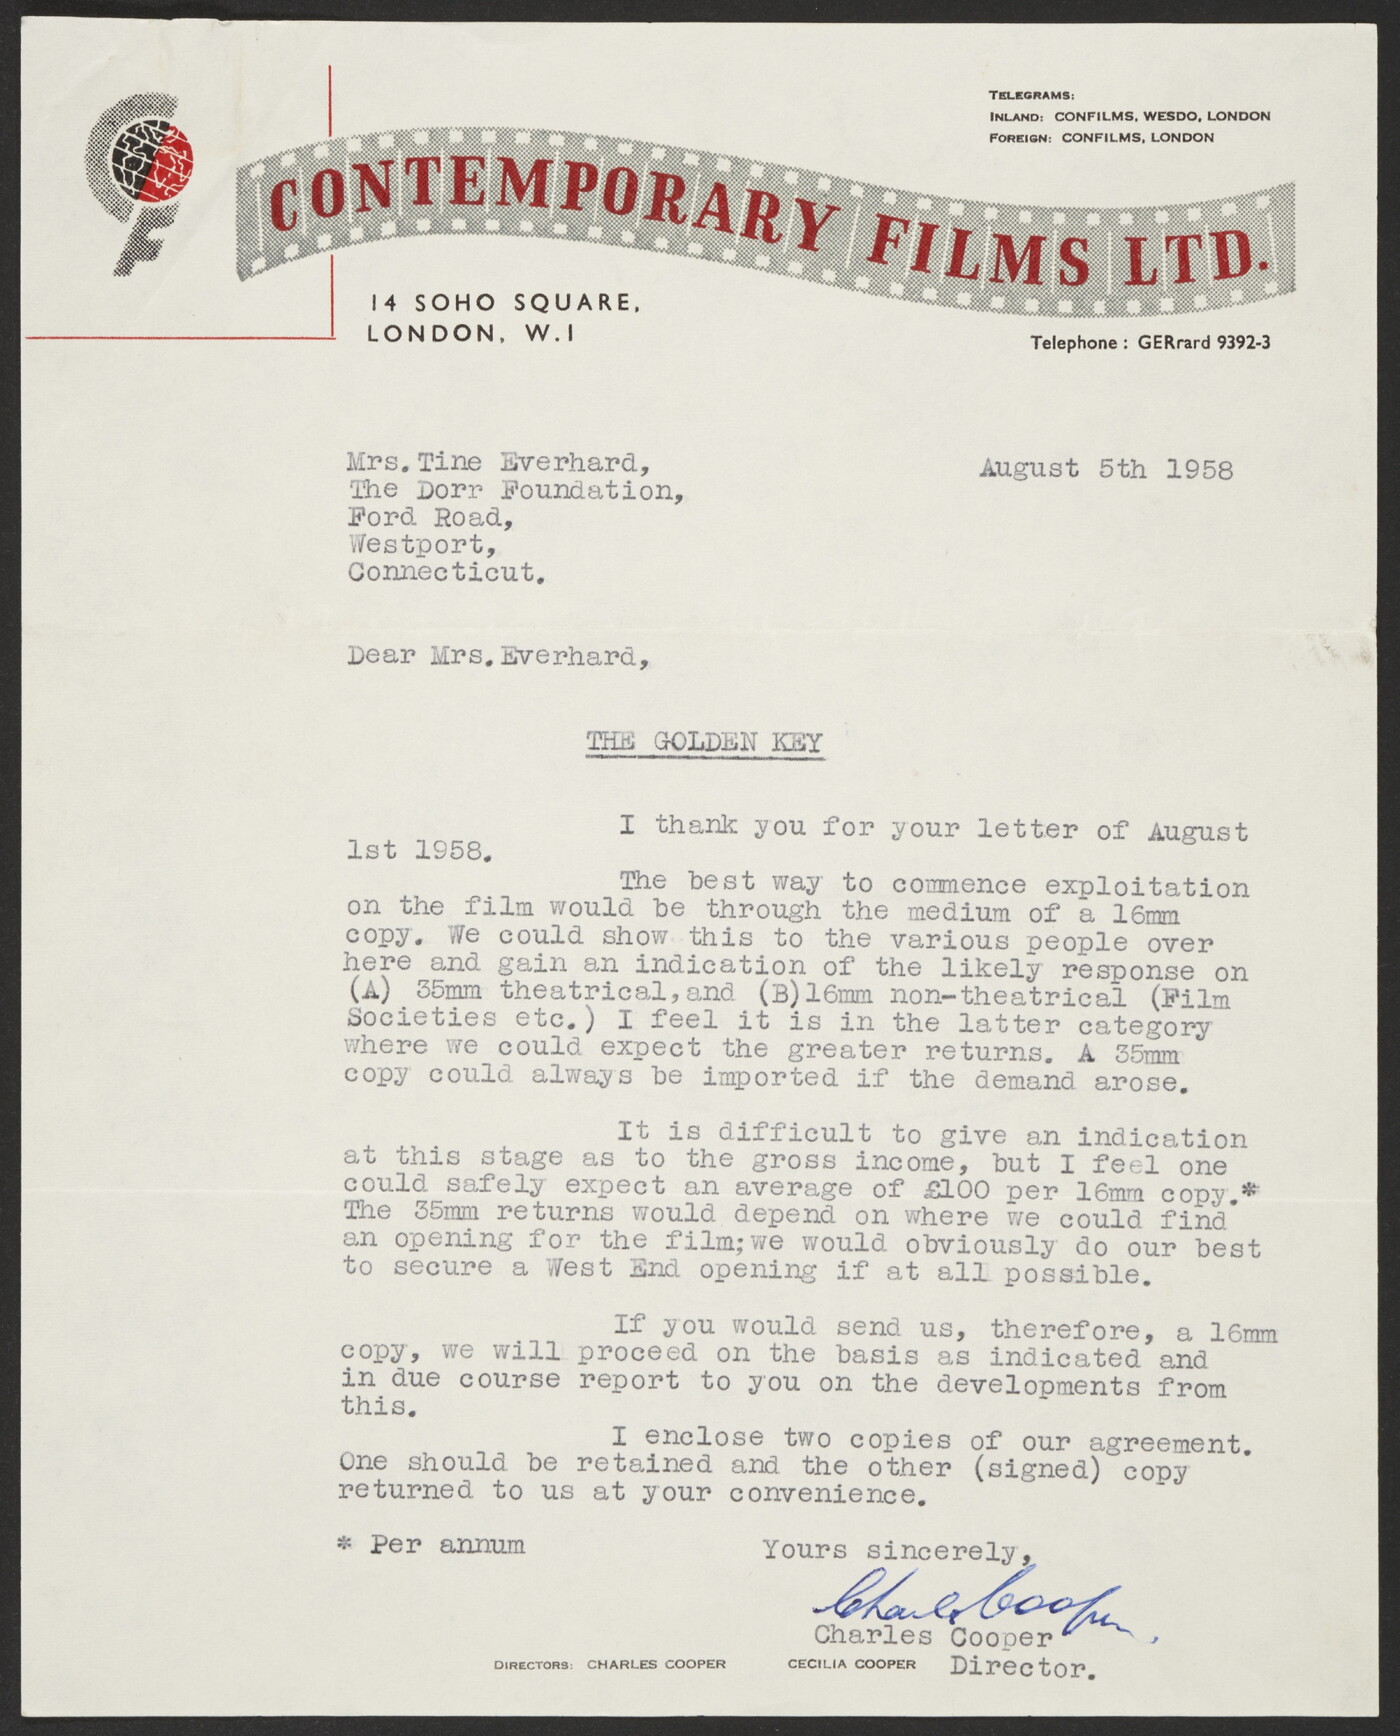 TELEGRAMS:
INLAND: CONFILMS, WESDO, LONDON
FOREIGN: CONFILMS, LONDON
CF
CONTEMPORARY FILMS LTD.
14 SOHO SQUARE,
LONDON, W.1
Telephone: GERrard 9392-3
Mrs. Tine Everhard,
The Dorr Foundation,
Ford Road,
Westport,
Connecticut.
August 5th 1958
Dear Mrs. Everhard,
THE GOLDEN KEY
I thank you for your letter of August
1st 1958.
The best way to commence exploitation
on the film would be through the medium of a 16mm
copy. We could show this to the various people over
here and gain an indication of the likely response on
(A) 35mm theatrical,and (B)16mm non-theatrical (Film
Societies etc.) I feel it is in the latter category
where we could expect the greater returns. A 35mm
copy could always be imported if the demand arose.
It is difficult to give an indication
at this stage as to the gross income, but I feel one
could safely expect an average of £100 per 16mm copy.*
The 35mm returns would depend on where we could find
an opening for the film;we would obviously do our best
to secure a West End opening if at all possible.
If you would send us, therefore, a 16mm
copy, we will proceed on the basis as indicated and
in due course report to you on the developments from
this.
I enclose two copies of our agreement.
One should be retained and the other (signed) copy
returned to us at your convenience.
* Per annum
Yours sincerely,
Charles Cooper
Charles Cooper
Director.
DIRECTORS: CHARLES COOPER CECILIA COOPER